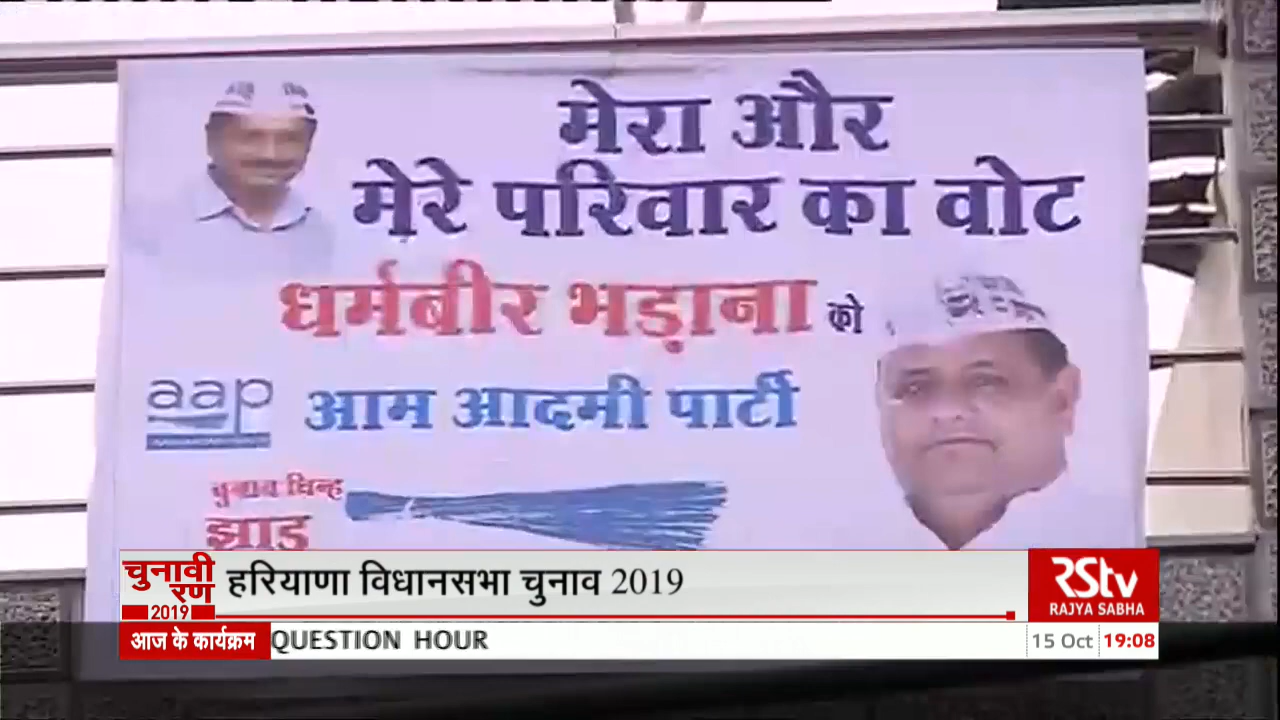 मेरा और
मेरे परिवार का वोट
धर्मबीर भड़ाना को
aap
आम आदमी पार्टी
चुनाव चिन्ह
झाड़ू
चुनावी
रण
2019
हरियाणा विधानसभा चुनाव 2019
RStv
RAJYA SABHA
आज के कार्यक्रम
QUESTION HOUR
15 Oct
19:08